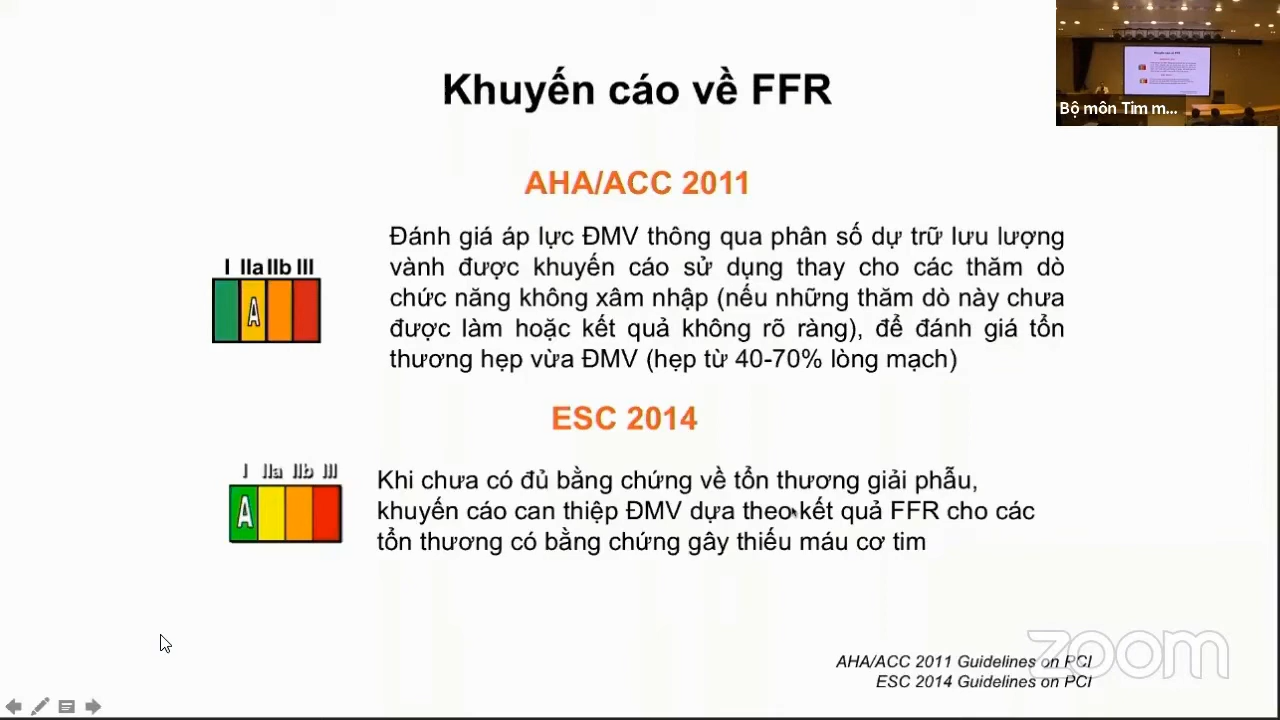 Khuyến cáo về FFR
Bộ môn Tim m...
AHA/ACC 2011
Đánh giá áp lực ĐMV thông qua phân số dự trữ lưu lượng
vành được khuyến cáo sử dụng thay cho các thăm dò
chức năng không xâm nhập (nếu những thăm dò này chưa
được làm hoặc kết quả không rõ ràng), để đánh giá tổn
thương hẹp vừa ĐMV (hẹp từ 40-70% lòng mạch)
I IIa IIb III
A
ESC 2014
I IIa IIb III
A
Khi chưa có đủ bằng chứng về tổn thương giải phẫu,
khuyến cáo can thiệp ĐMV dựa theo kết quả FFR cho các
tổn thương có bằng chứng gây thiếu máu cơ tim
zoom
AHA/ACC 2011 Guidelines on PCI
ESC 2014 Guidelines on PCI